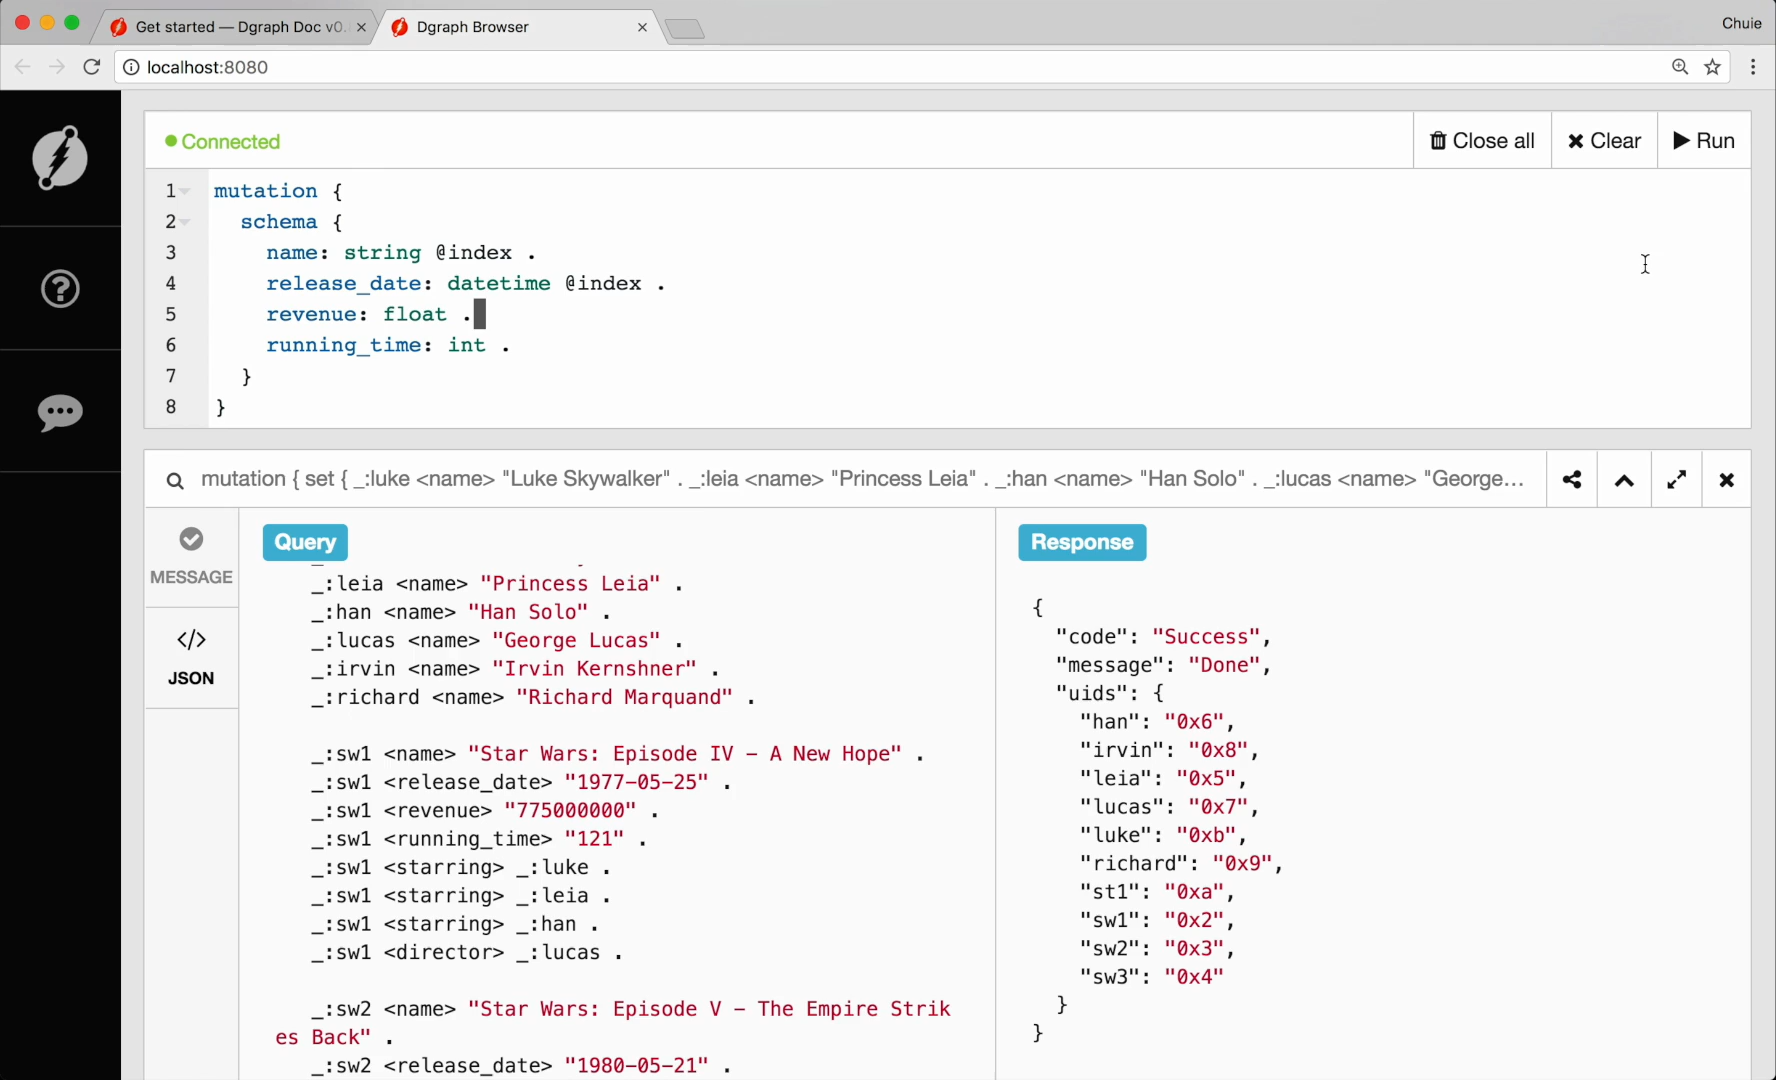 Get started — Dgraph Doc v0.
Dgraph Browser
Chuie
localhost:8080
Connected
Close all
Clear
Run
1 mutation {
2 schema {
3 name: string @index .
4 release_date: datetime @index .
5 revenue: float .
6 running_time: int .
7 }
8 }
mutation { set { _:luke <name> "Luke Skywalker" . _:leia <name> "Princess Leia" . _:han <name> "Han Solo" . _:lucas <name> "George...
MESSAGE
JSON
Query
_:leia <name> "Princess Leia" .
_:han <name> "Han Solo" .
_:lucas <name> "George Lucas" .
_:irvin <name> "Irvin Kernshner" .
_:richard <name> "Richard Marquand" .
_:sw1 <name> "Star Wars: Episode IV – A New Hope" .
_:sw1 <release_date> "1977–05–25" .
_:sw1 <revenue> "775000000" .
_:sw1 <running_time> "121" .
_:sw1 <starring> _:luke .
_:sw1 <starring> _:leia .
_:sw1 <starring> _:han .
_:sw1 <director> _:lucas .
_:sw2 <name> "Star Wars: Episode V – The Empire Strik
es Back" .
_:sw2 <release_date> "1980–05–21" .
Response
{
"code": "Success",
"message": "Done",
"uids": {
"han": "0x6",
"irvin": "0x8",
"leia": "0x5",
"lucas": "0x7",
"luke": "0xb",
"richard": "0x9",
"st1": "0xa",
"sw1": "0x2",
"sw2": "0x3",
"sw3": "0x4"
}
}